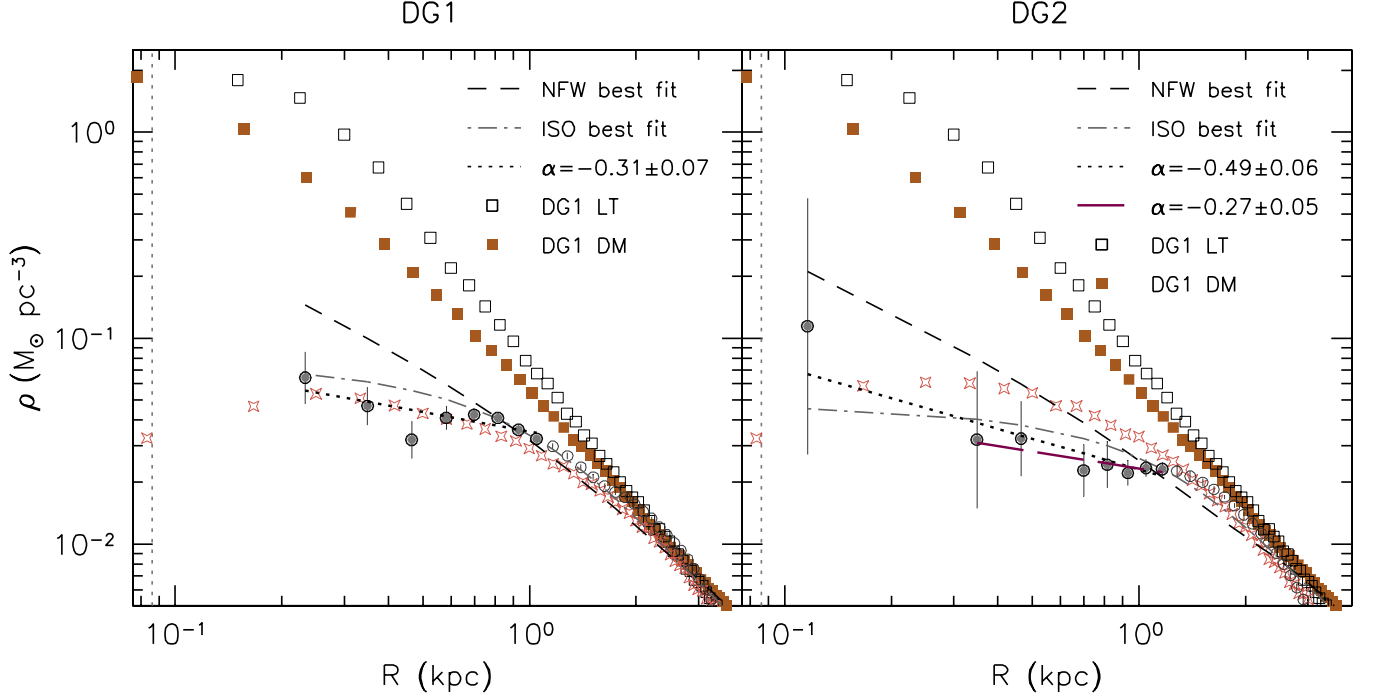 DG1
DG2
ρ (M⊙ pc⁻³)
10⁰
10⁻¹
10⁻²
NFW best fit
ISO best fit
α=−0.31±0.07
DG1 LT
DG1 DM
NFW best fit
ISO best fit
α=−0.49±0.06
α=−0.27±0.05
DG1 LT
DG1 DM
10⁻¹
10⁰
10⁻¹
10⁰
R (kpc)
R (kpc)